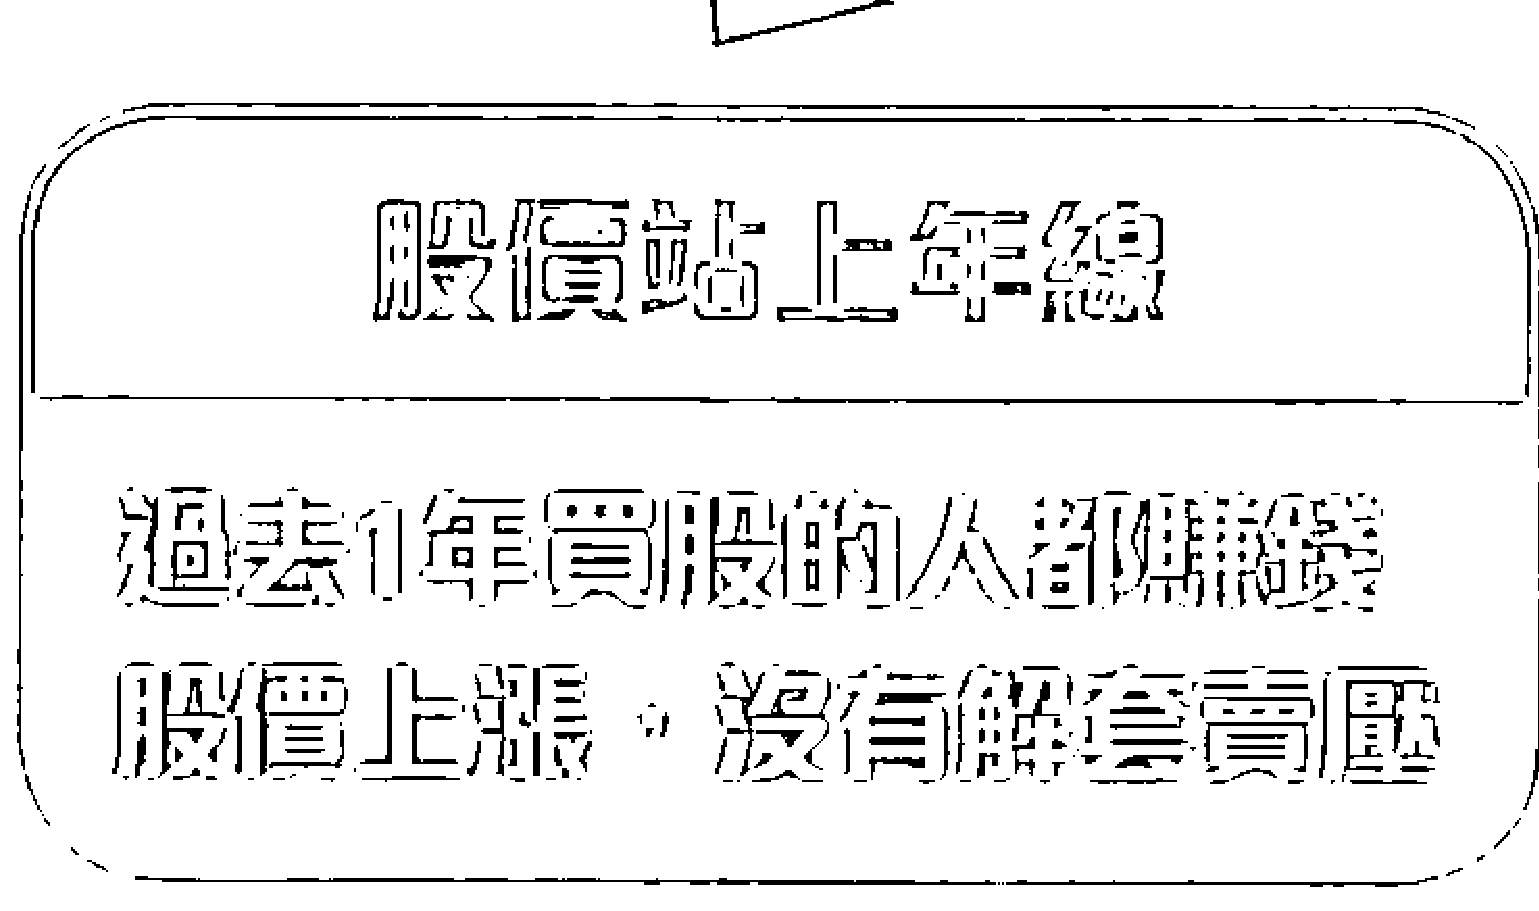 股價站上年線
過去1年買股的人都賺錢
股價上漲，沒有解套賣壓